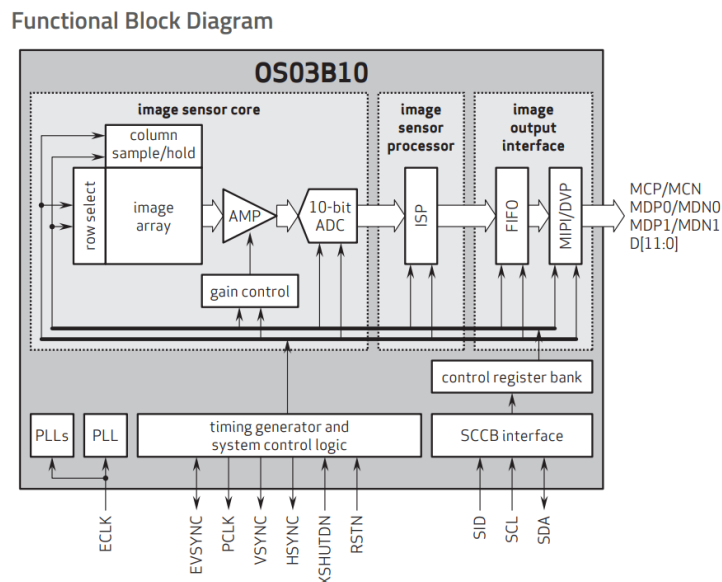 Functional Block Diagram
OS03B10
image sensor core
image
sensor
processor
image
output
interface
column
sample/hold
row select
image
array
AMP
10-bit
ADC
ISP
FIFO
MIPI/DVP
MCP/MCN
MDP0/MDN0
MDP1/MDN1
D[11:0]
gain control
control register bank
PLLs
PLL
timing generator and
system control logic
SCCB interface
ECLK
EVSYNC
PCLK
VSYNC
HSYNC
XSHUTDN
RSTN
SID
SCL
SDA